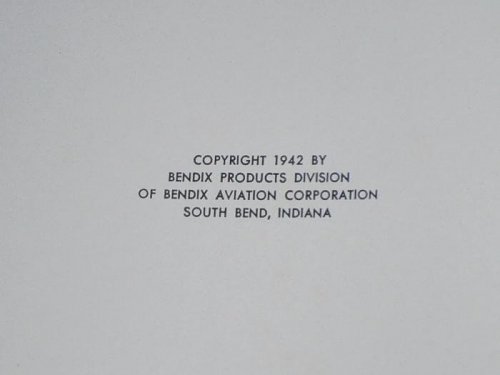 COPYRIGHT 1942 BY
BENDIX PRODUCTS DIVISION
OF BENDIX AVIATION CORPORATION
SOUTH BEND, INDIANA